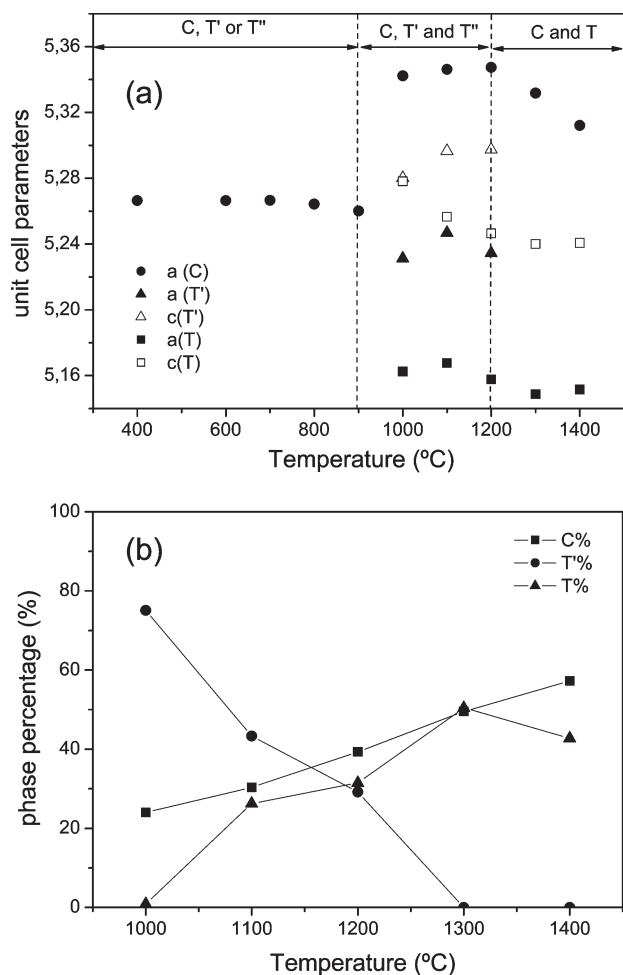 C, T' or T"
C, T' and T"
C and T
(a)
5,36
5,32
5,28
5,24
5,20
5,16
unit cell parameters
a (C)
a (T')
c(T')
a(T)
c(T)
400 600 800 1000 1200 1400
Temperature (ºC)
(b)
C%
T'%
T%
100
80
60
40
20
0
phase percentage (%)
1000 1100 1200 1300 1400
Temperature (ºC)